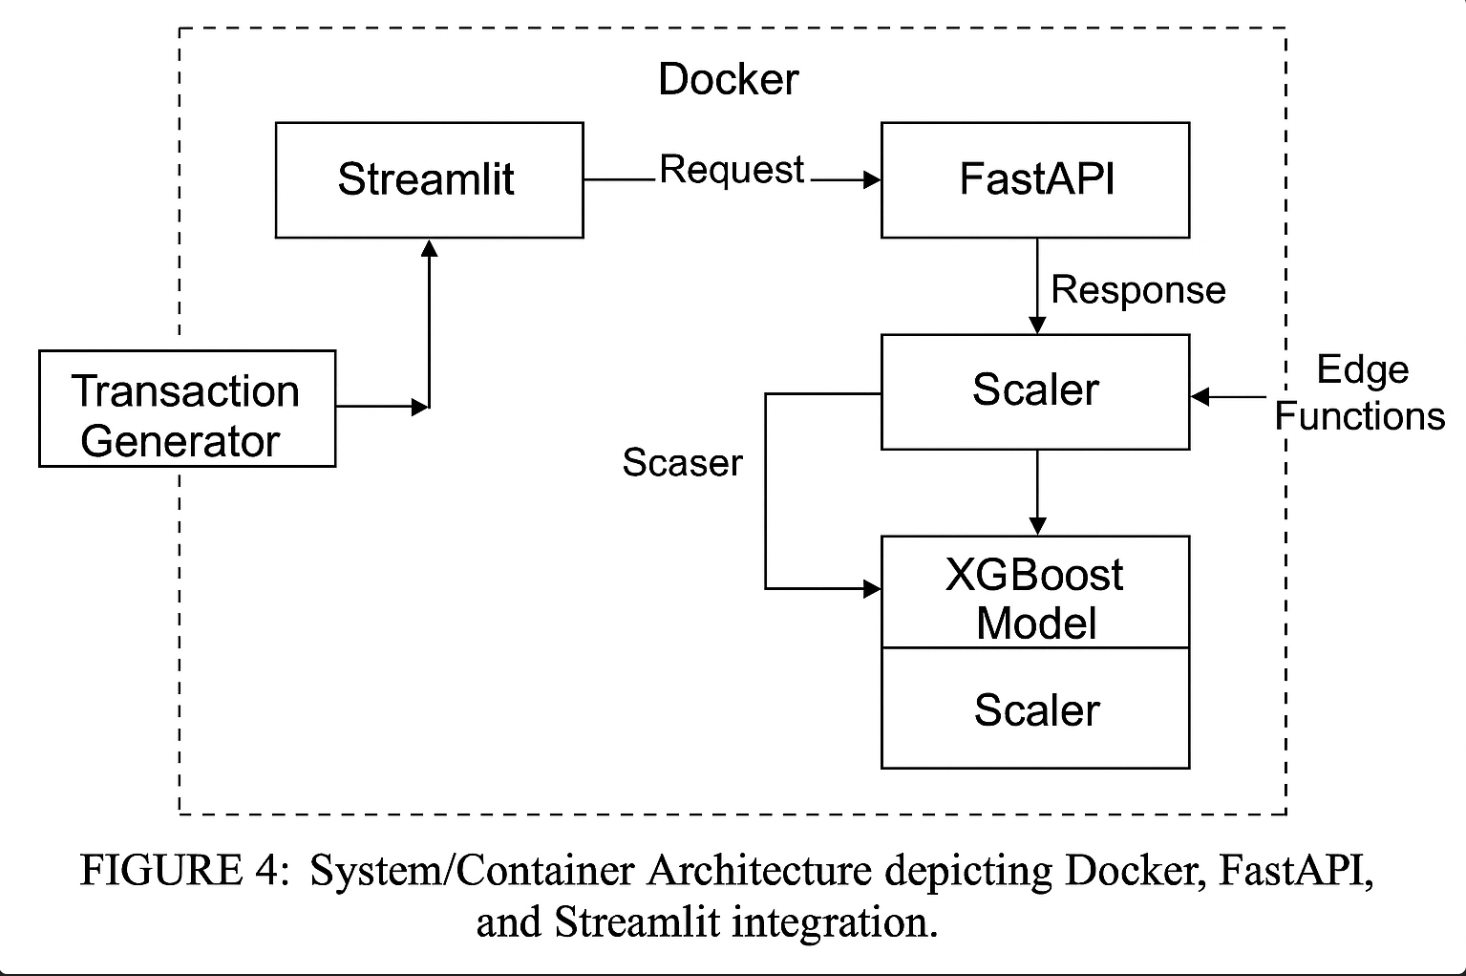 Docker
Streamlit
Request
FastAPI
Response
Transaction
Generator
Scaler
Edge
Functions
Scaser
XGBoost
Model
Scaler
FIGURE 4: System/Container Architecture depicting Docker, FastAPI,
and Streamlit integration.